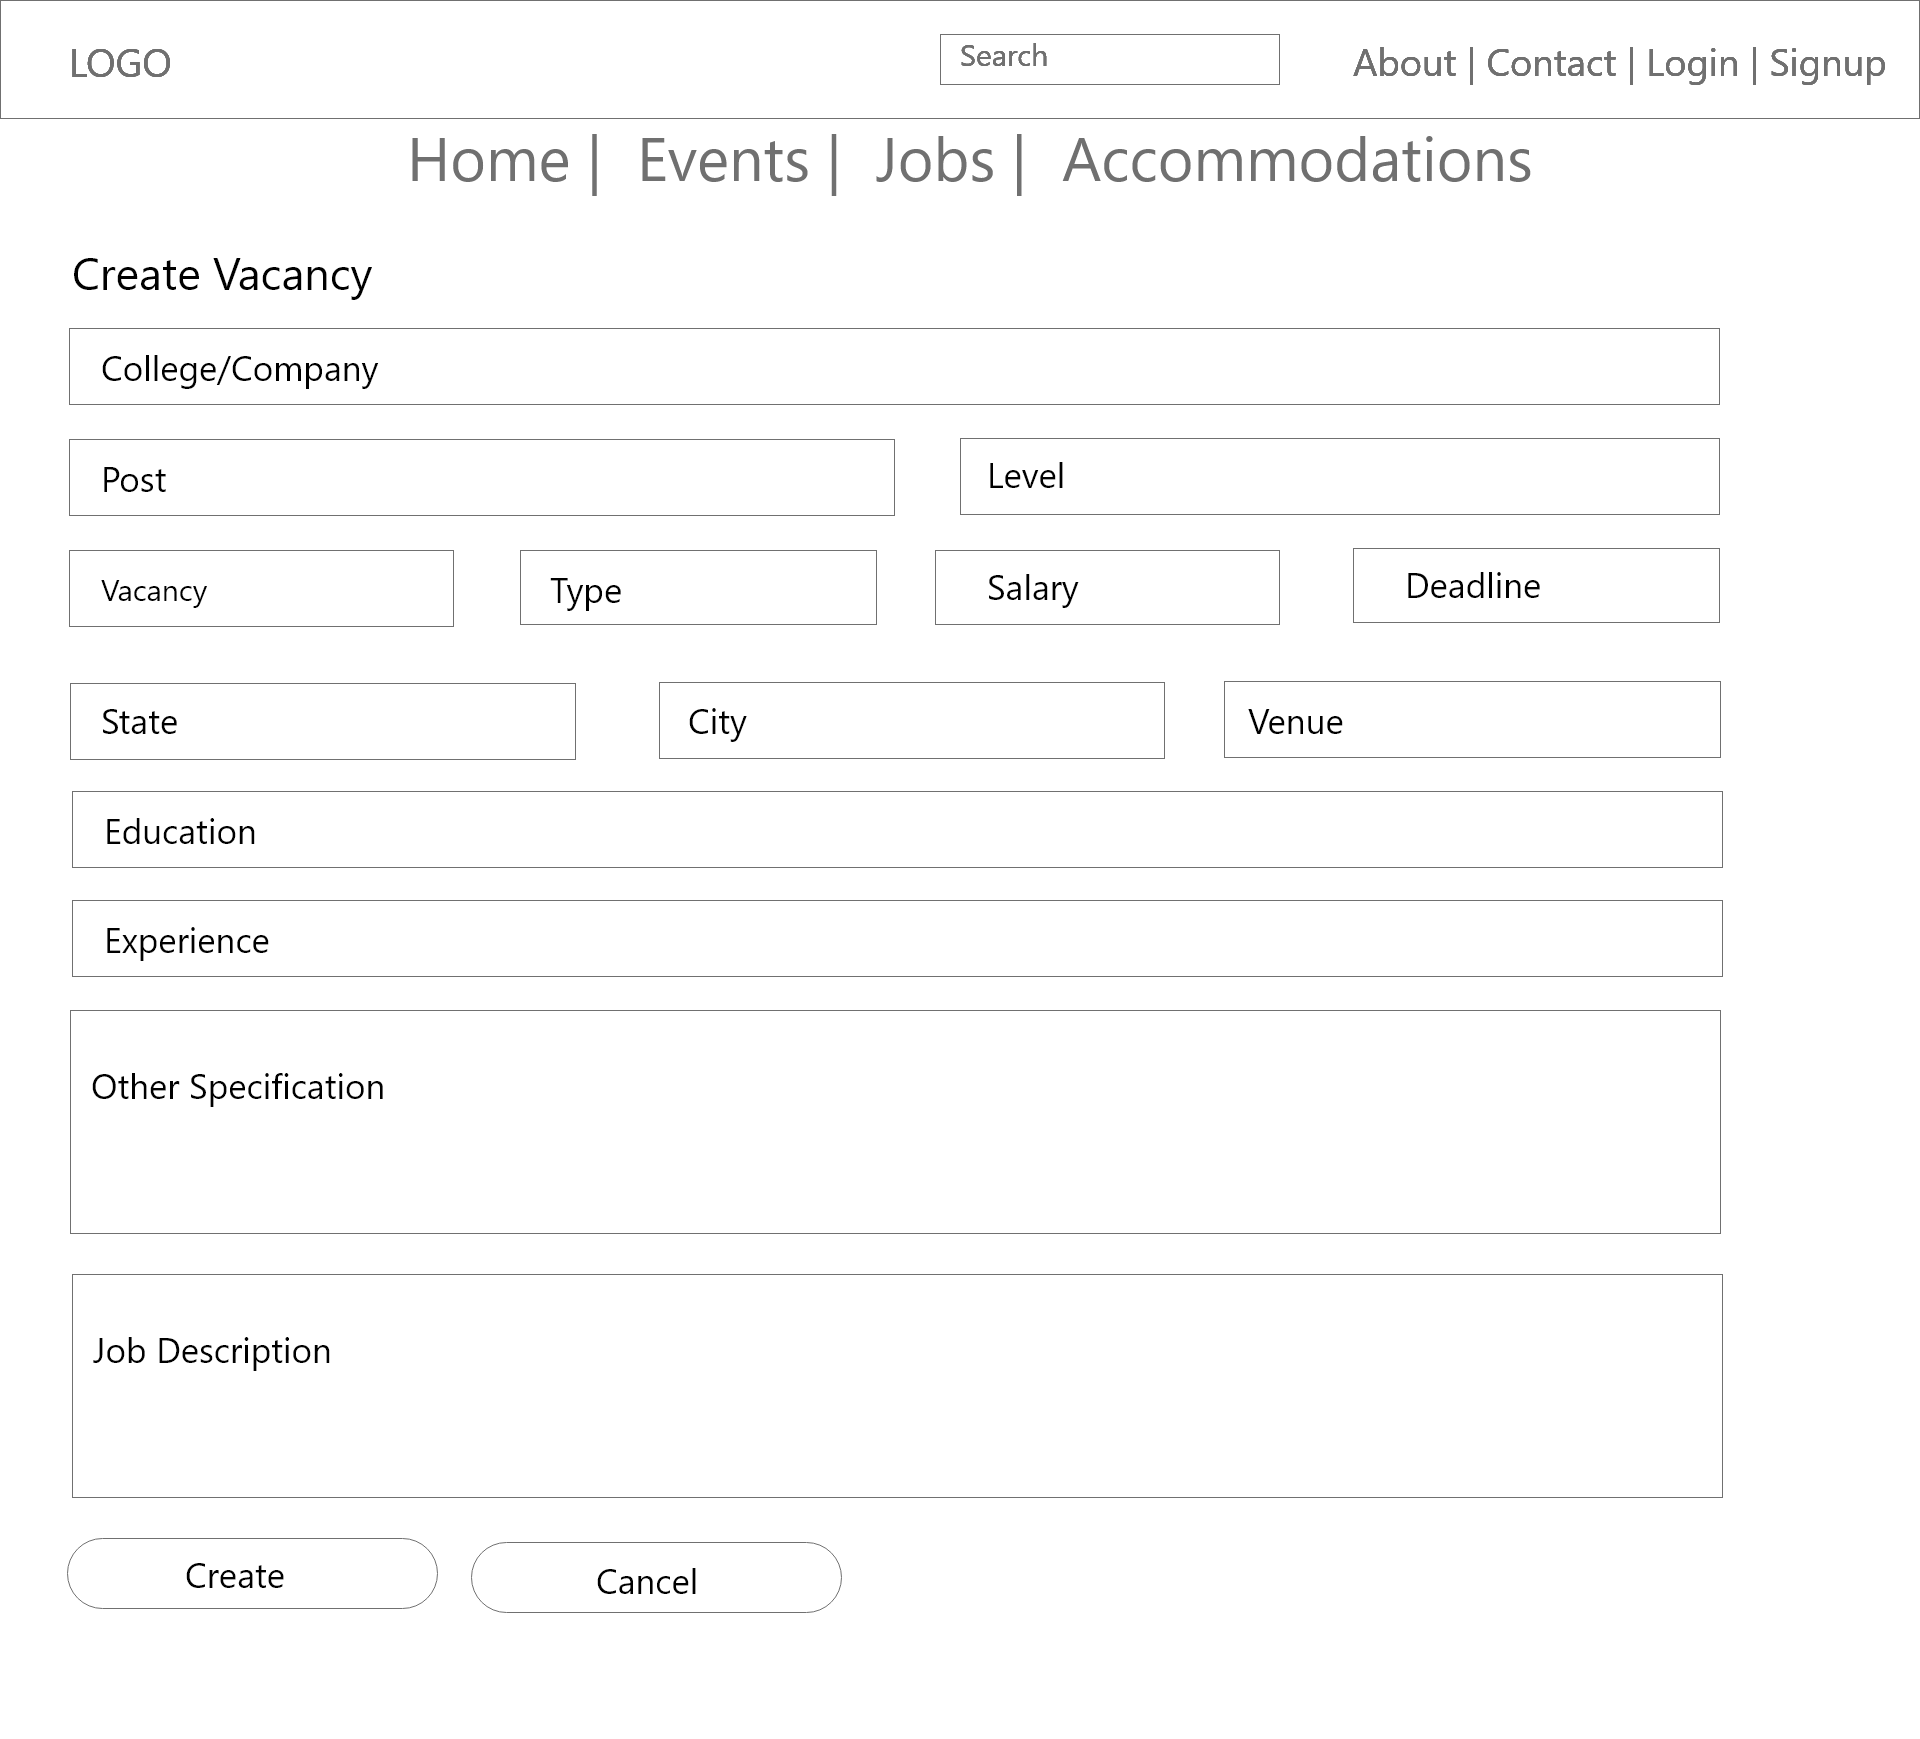 LOGO
Search
About | Contact | Login | Signup
Home | Events | Jobs | Accommodations
Create Vacancy
College/Company
Post
Level
Vacancy
Type
Salary
Deadline
State
City
Venue
Education
Experience
Other Specification
Job Description
Create
Cancel